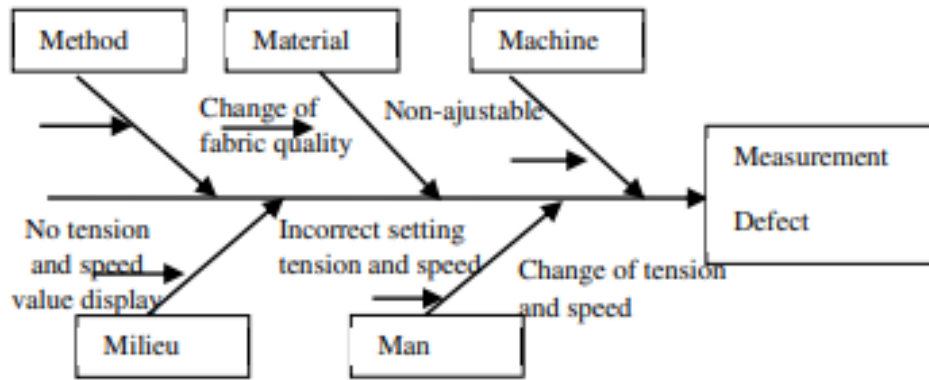 Method
Material
Machine
Change of
fabric quality
Non-ajustable
Measurement
Defect
No tension
and speed
value display
Incorrect setting
tension and speed
Change of tension
and speed
Milieu
Man